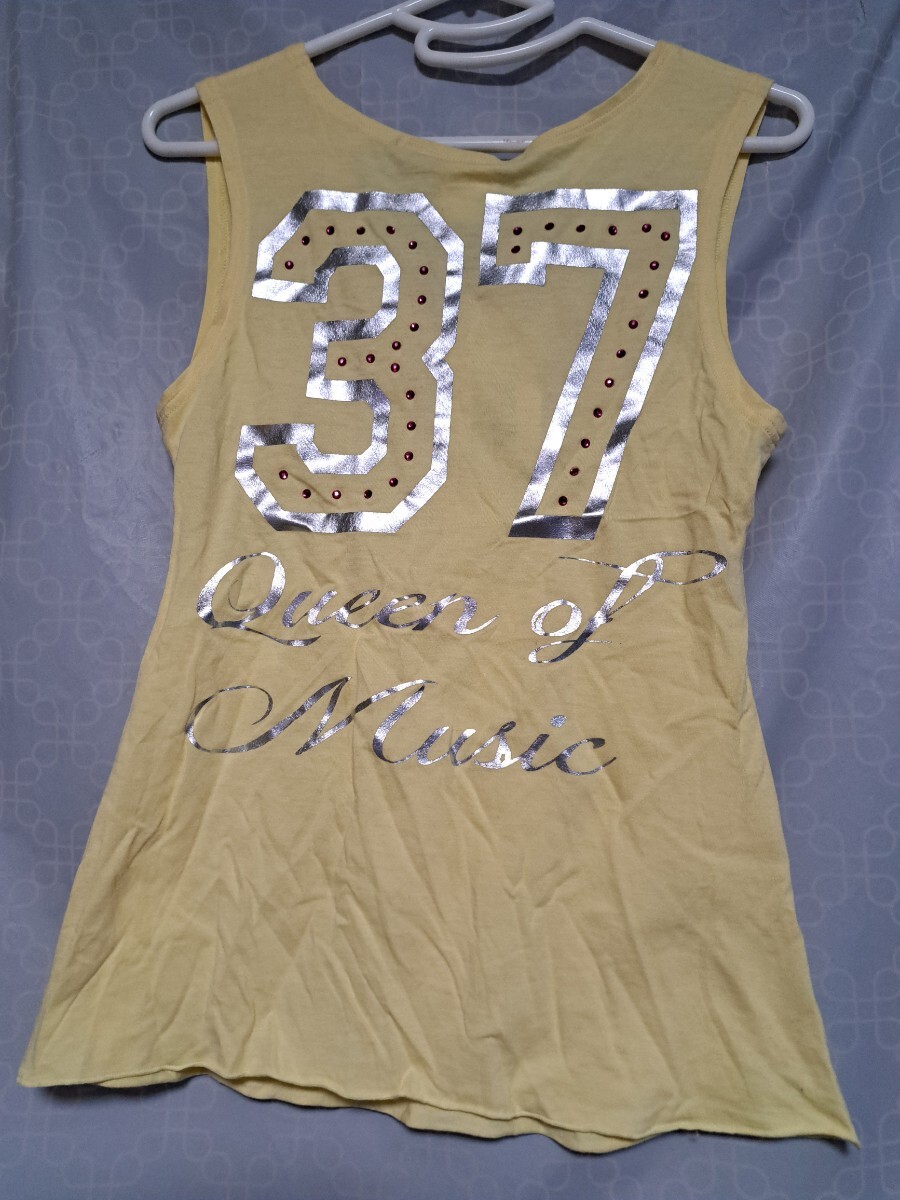 37
Queen of
Music